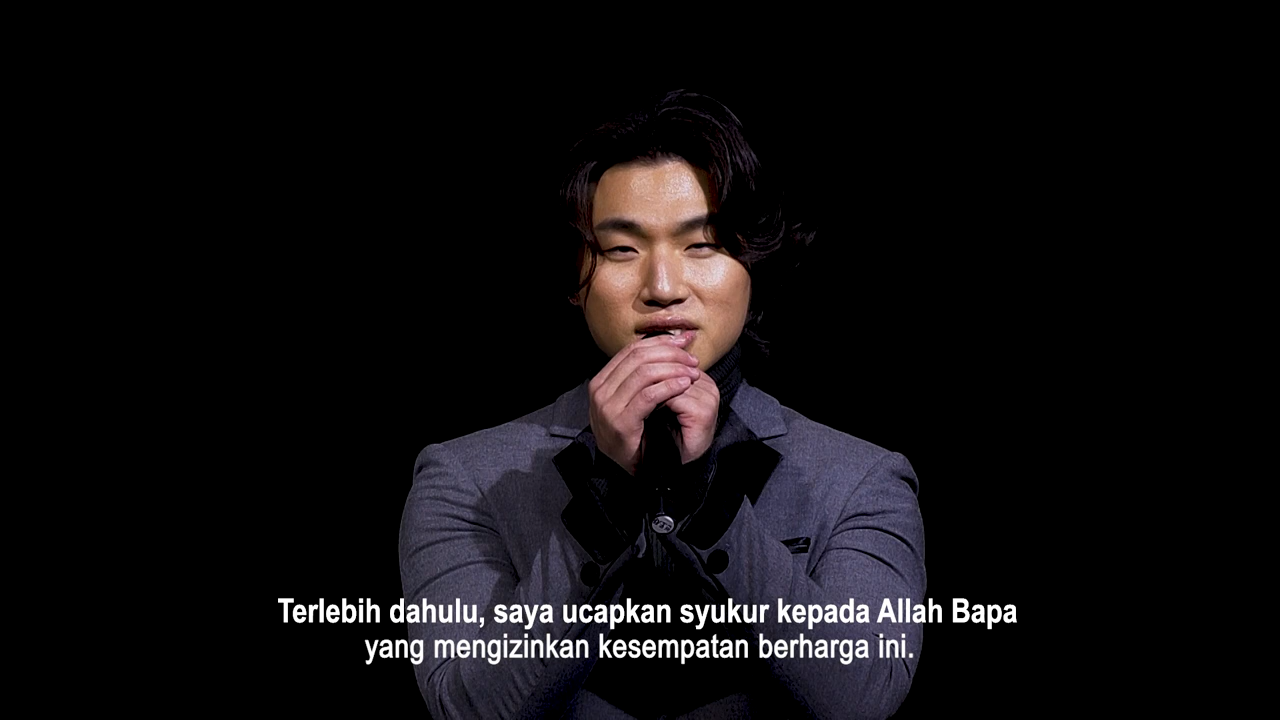 Terlebih dahulu, saya ucapkan syukur kepada Allah Bapa
yang mengizinkan kesempatan berharga ini.